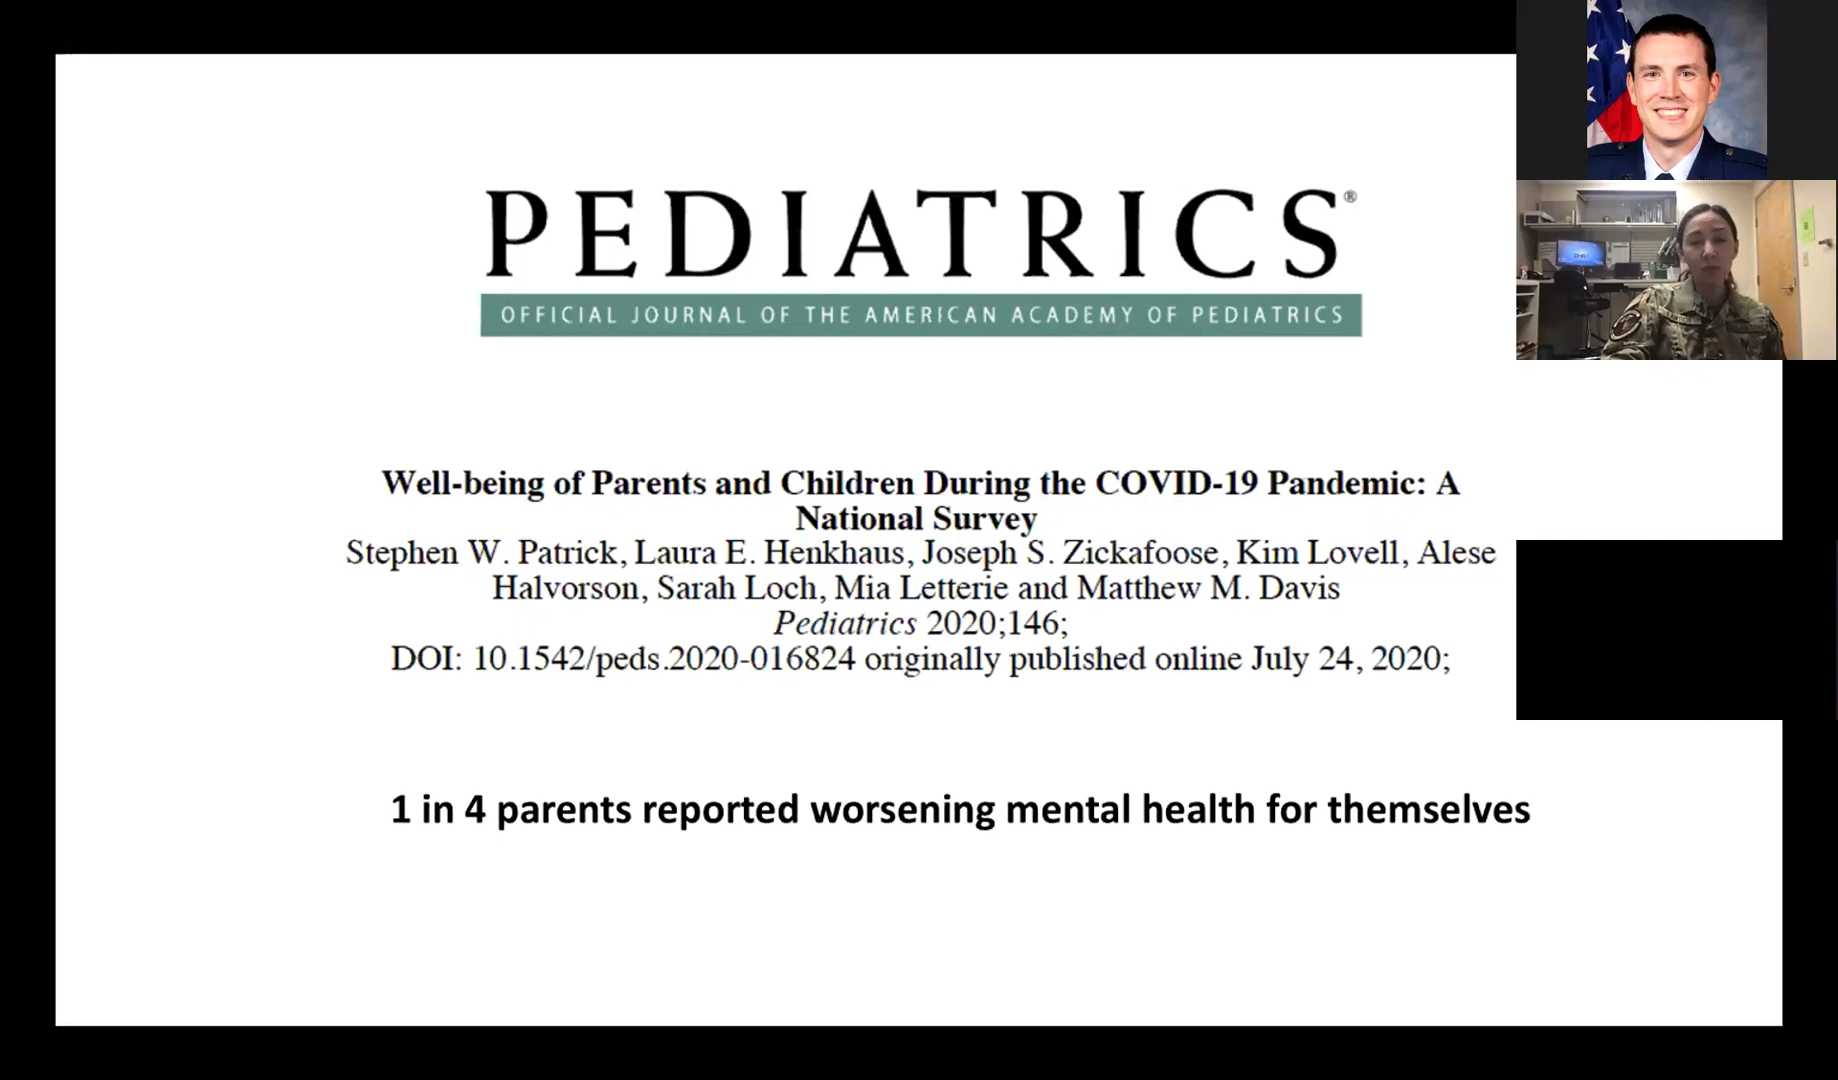 PEDIATRICS®
OFFICIAL JOURNAL OF THE AMERICAN ACADEMY OF PEDIATRICS
Well-being of Parents and Children During the COVID-19 Pandemic: A
National Survey
Stephen W. Patrick, Laura E. Henkhaus, Joseph S. Zickafoose, Kim Lovell, Alese
Halvorson, Sarah Loch, Mia Letterie and Matthew M. Davis
Pediatrics 2020;146;
DOI: 10.1542/peds.2020-016824 originally published online July 24, 2020;
1 in 4 parents reported worsening mental health for themselves